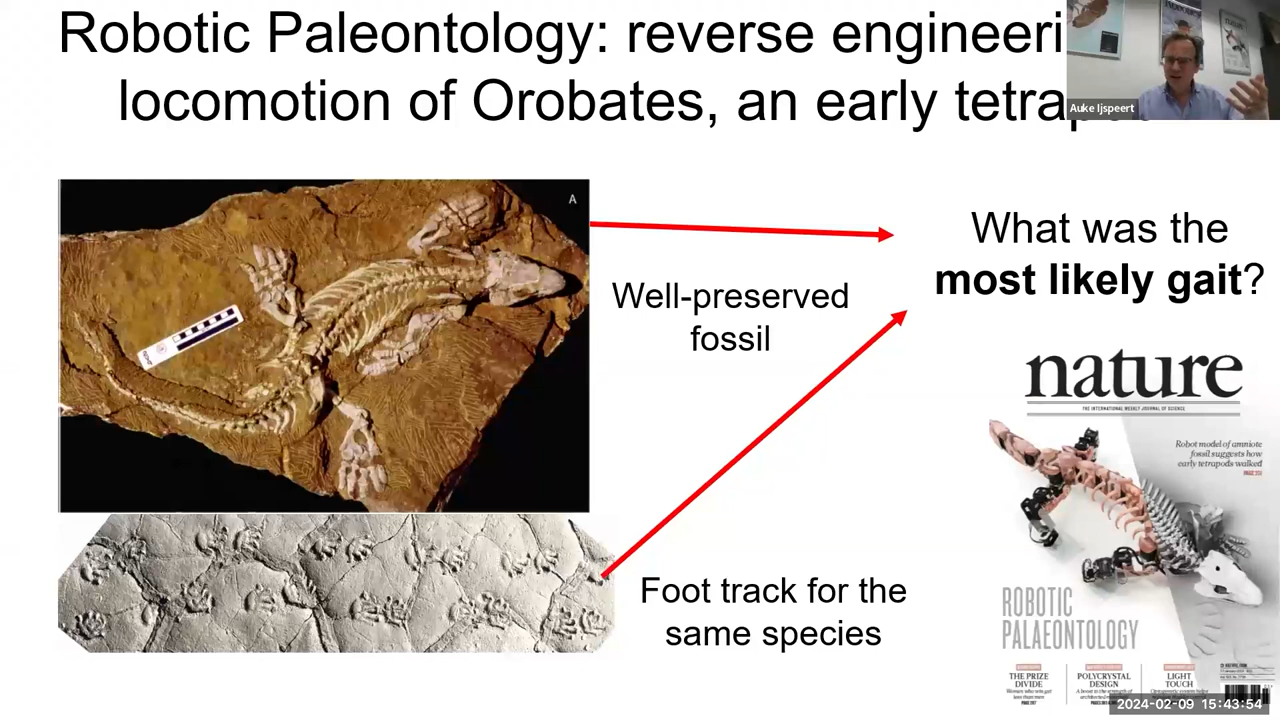 Robotic Paleontology: reverse engineeri
locomotion of Orobates, an early
Auke Ijspeert
A
What was the
most likely gait?
Well-preserved
fossil
nature
THE INTERNATIONAL WEEKLY JOURNAL OF SCIENCE
Robot model of amniote
fossil suggests how
early tetrapods walked
Foot track for the
same species
ROBOTIC
PALAEONTOLOGY
THE PRIZE
DIVIDE
POLYCRYSTAL
DESIGN
LIGHT
TOUCH
2024-02-09 15:43:54